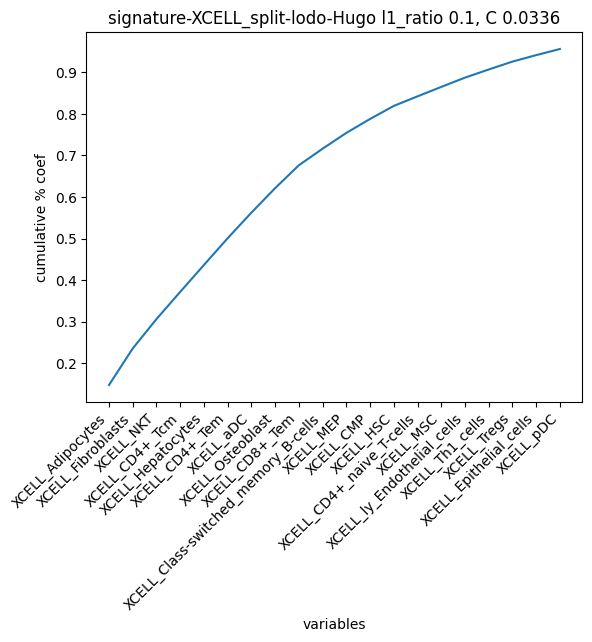 signature-XCELL_split-lodo-Hugo l1_ratio 0.1, C 0.0336
cumulative % coef
0.9
0.8
0.7
0.6
0.5
0.4
0.3
0.2
XCELL_Adipocytes
XCELL_Fibroblasts
XCELL_NKT
XCELL_CD4+_Tcm
XCELL_Hepatocytes
XCELL_CD4+_Tem
XCELL_aDC
XCELL_Osteoblast
XCELL_CD8+_Tem
XCELL_Class-switched_memory_B-cells
XCELL_MEP
XCELL_CMP
XCELL_HSC
XCELL_CD4+_naive_T-cells
XCELL_MSC
XCELL_ly_Endothelial_cells
XCELL_Th1_cells
XCELL_Tregs
XCELL_Epithelial_cells
XCELL_pDC
variables